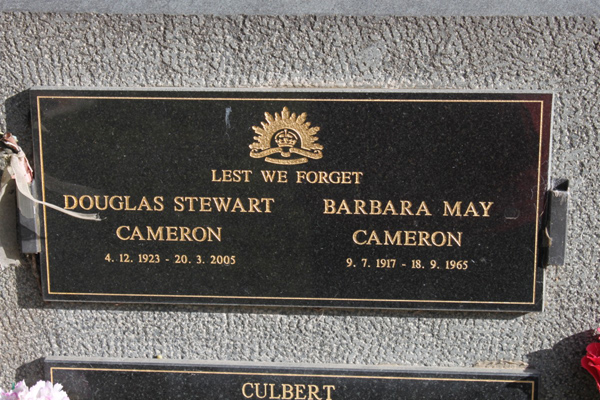 LEST WE FORGET
DOUGLAS STEWART
CAMERON
4. 12. 1923 - 20. 3. 2005
BARBARA MAY
CAMERON
9. 7. 1917 - 18. 9. 1965
CULBERT